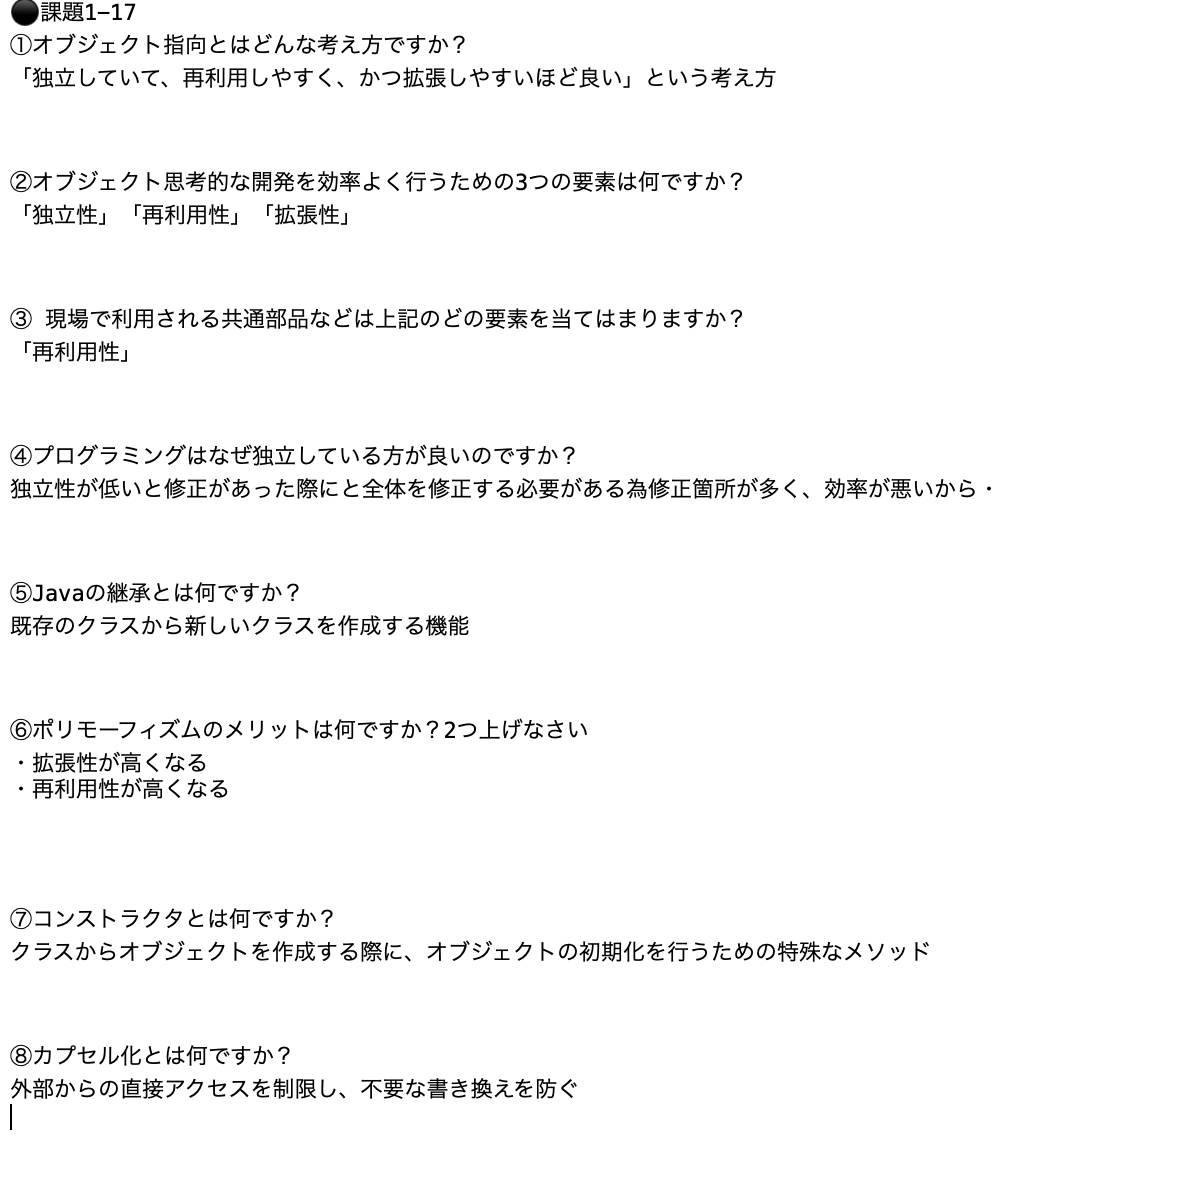 ●課題1−17
①オブジェクト指向とはどんな考え方ですか？
「独立していて、再利用しやすく、かつ拡張しやすいほど良い」という考え方
②オブジェクト思考的な開発を効率よく行うための3つの要素は何ですか？
「独立性」「再利用性」「拡張性」
③ 現場で利用される共通部品などは上記のどの要素を当てはまりますか？
「再利用性」
④プログラミングはなぜ独立している方が良いのですか？
独立性が低いと修正があった際にと全体を修正する必要がある為修正箇所が多く、効率が悪いから・
⑤Javaの継承とは何ですか？
既存のクラスから新しいクラスを作成する機能
⑥ポリモーフィズムのメリットは何ですか？2つ上げなさい
・拡張性が高くなる
・再利用性が高くなる
⑦コンストラクタとは何ですか？
クラスからオブジェクトを作成する際に、オブジェクトの初期化を行うための特殊なメソッド
⑧カプセル化とは何ですか？
外部からの直接アクセスを制限し、不要な書き換えを防ぐ